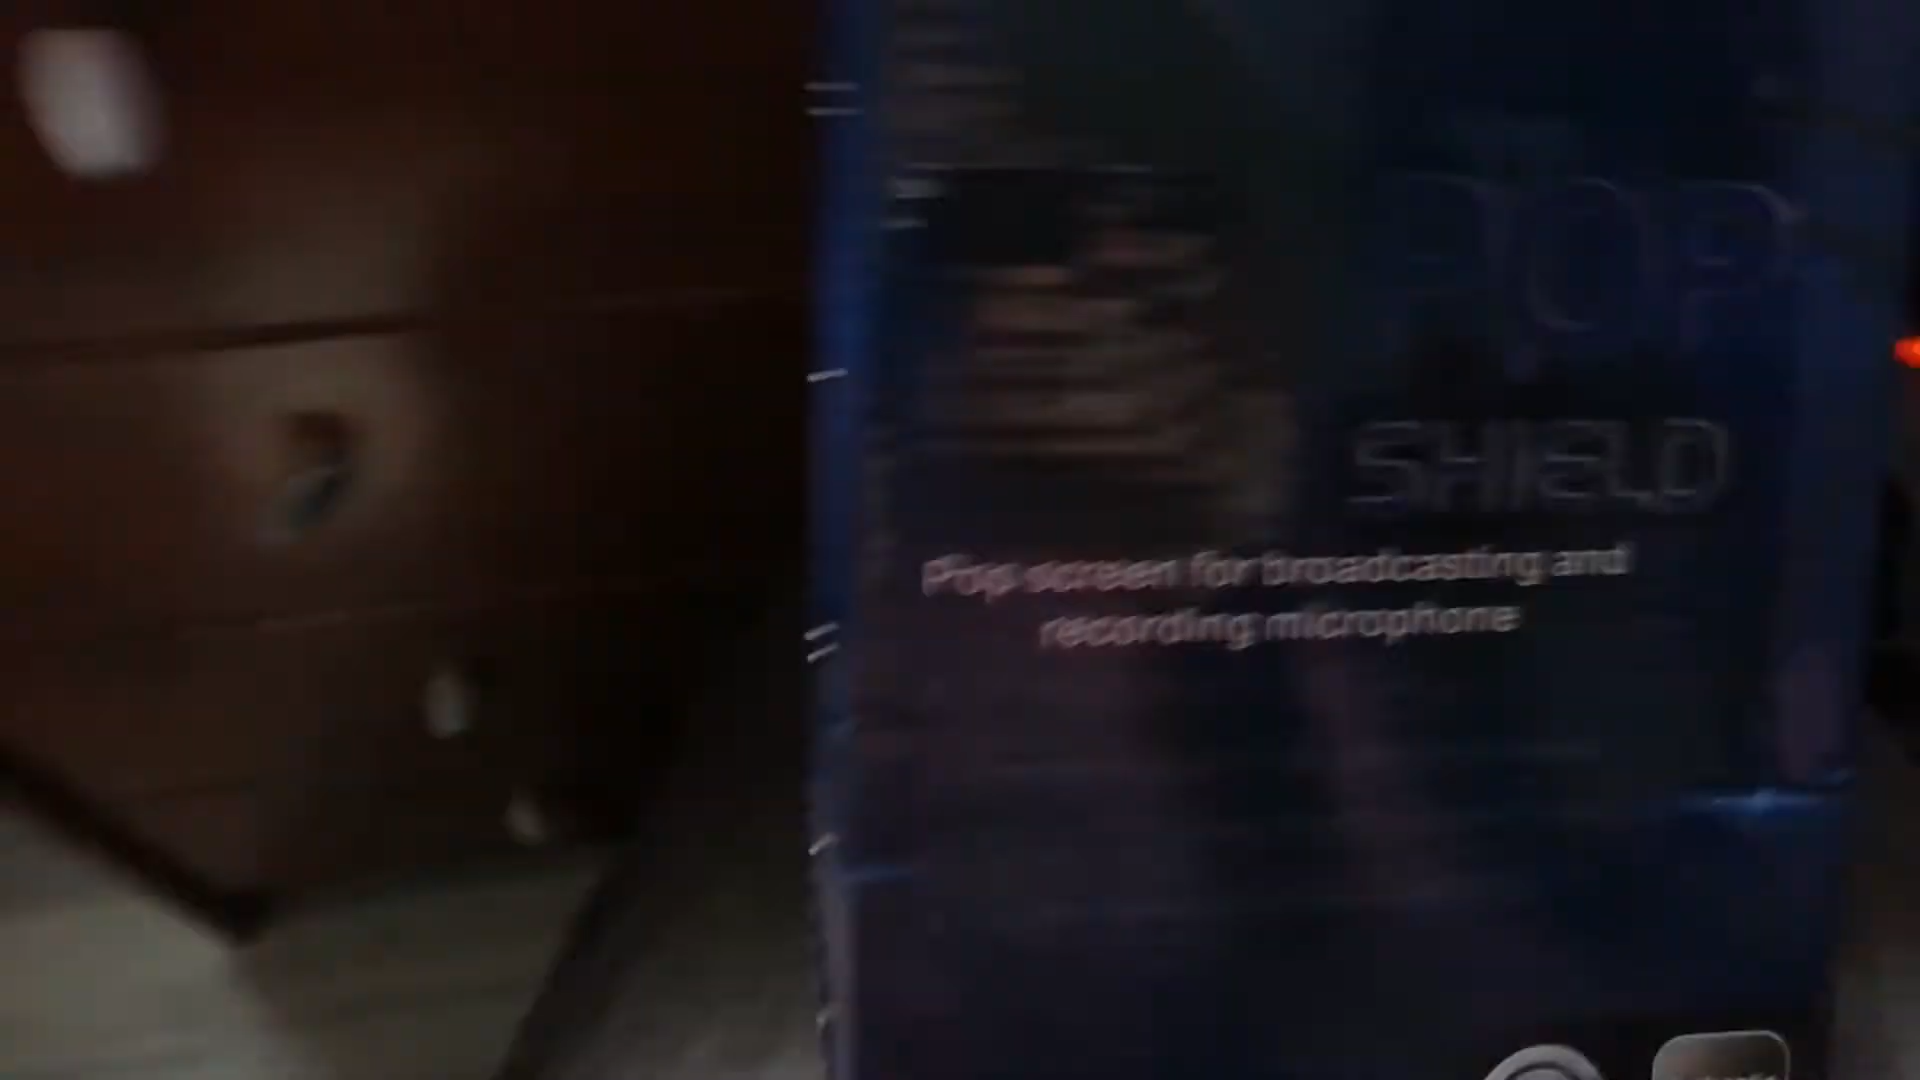 POP
SHIELD
Pop screen for broadcasting and
recording microphone